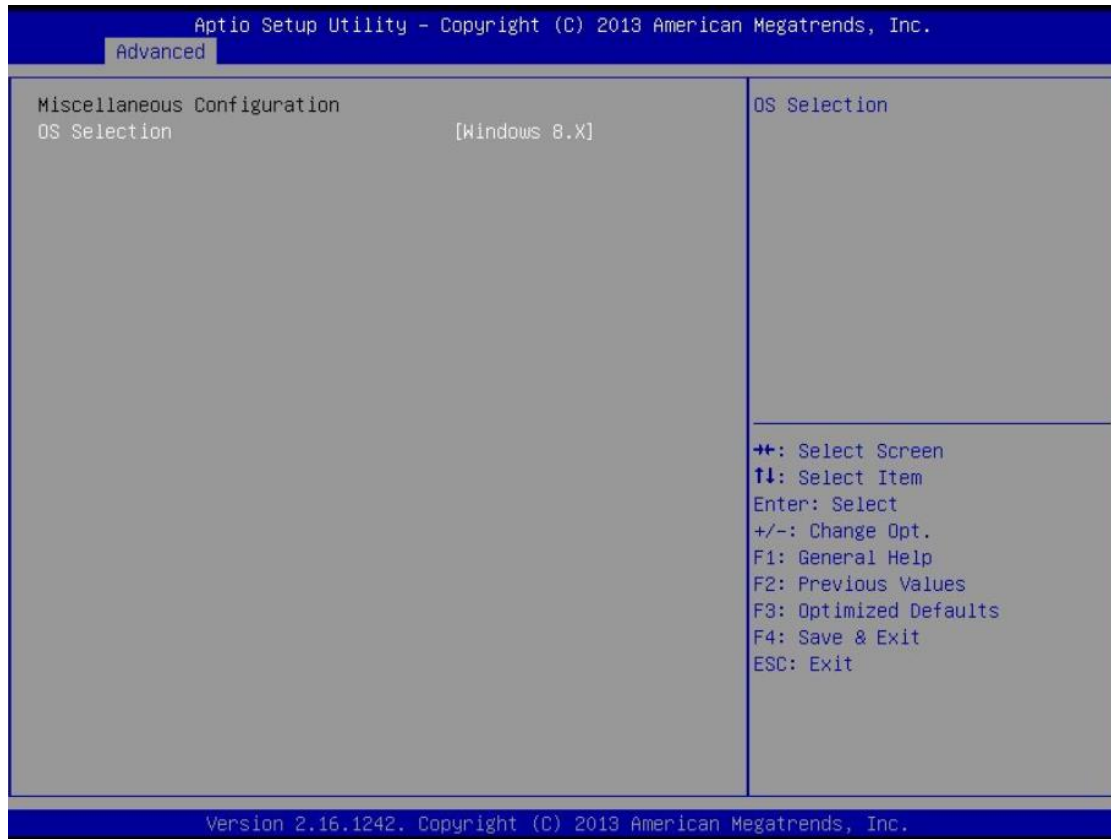 Aptio Setup Utility – Copyright (C) 2013 American Megatrends, Inc.
Advanced
Miscellaneous Configuration
OS Selection [Windows 8.X]
OS Selection
→←: Select Screen
↑↓: Select Item
Enter: Select
+/-: Change Opt.
F1: General Help
F2: Previous Values
F3: Optimized Defaults
F4: Save & Exit
ESC: Exit
Version 2.16.1242. Copyright (C) 2013 American Megatrends, Inc.